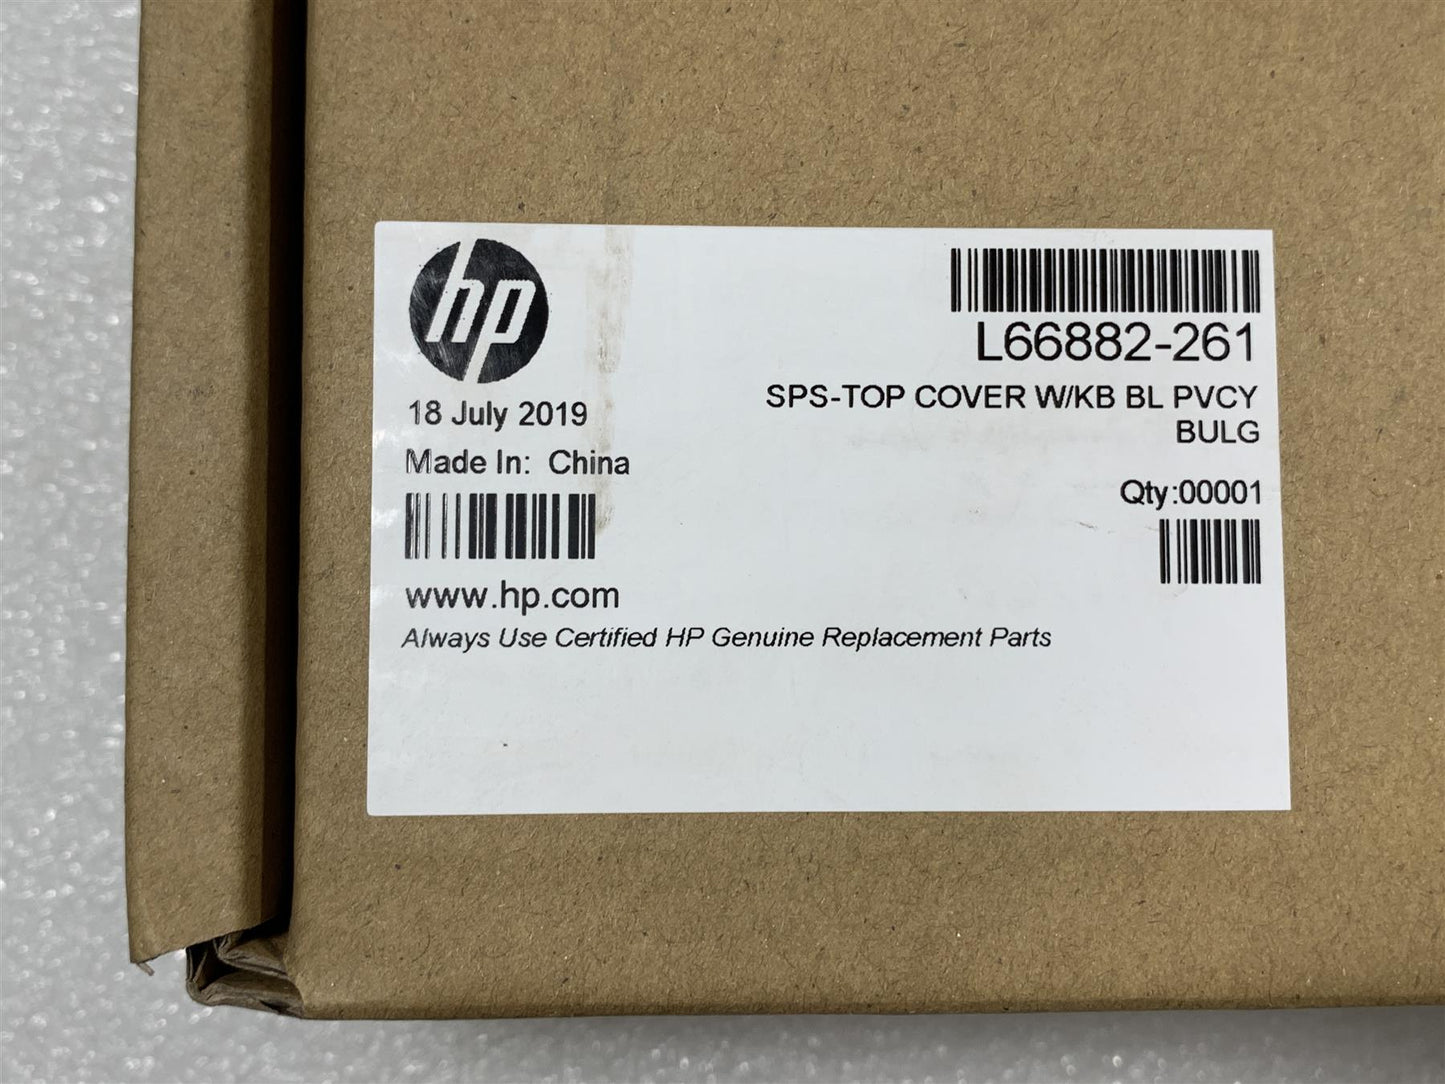 hp
L66882-261
SPS-TOP COVER W/KB BL PVCY
BULG
18 July 2019
Made In: China
Qty:00001
www.hp.com
Always Use Certified HP Genuine Replacement Parts